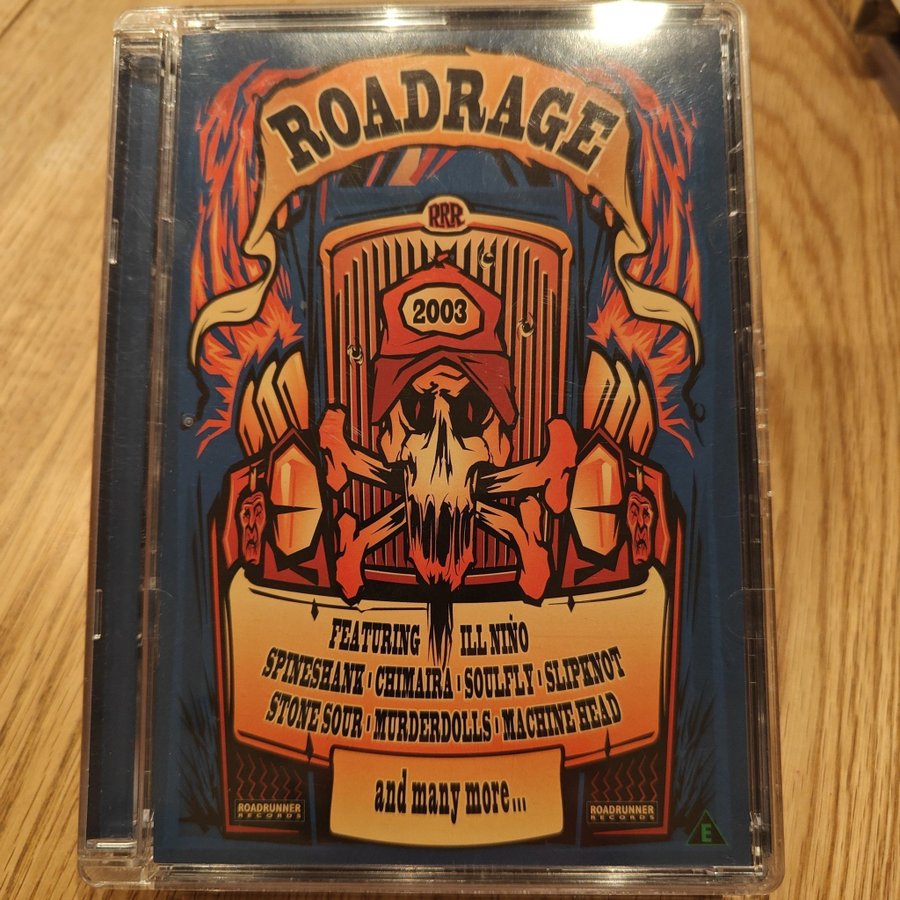 ROADRAGE
RRR
2003
FEATURING ILL NIÑO
SPINESHANK · CHIMAIRA · SOULFLY · SLIPKNOT
STONE SOUR · MURDERDOLLS · MACHINE HEAD
and many more...
ROADRUNNER
RECORDS
ROADRUNNER
RECORDS
E